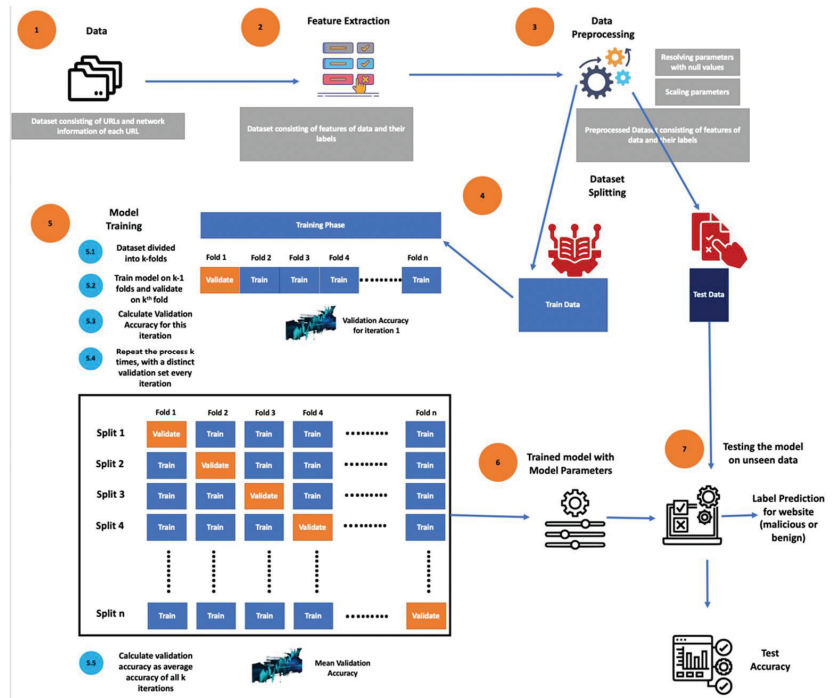 1
Data
Dataset consisting of URLs and network
information of each URL
2
Feature Extraction
Dataset consisting of features of data and their
labels
3
Data
Preprocessing
Resolving parameters
with null values
Scaling parameters
Preprocessed Dataset consisting of features of
data and their labels
4
Dataset
Splitting
Train Data
Test Data
5
Model
Training
Training Phase
5.1
Dataset divided
into k-folds
5.2
Train model on k-1
folds and validate
on kth fold
5.3
Calculate Validation
Accuracy for this
iteration
5.4
Repeat the process k
times, with a distinct
validation set every
iteration
Fold 1 Fold 2 Fold 3 Fold 4 Fold n
Validate Train Train Train Train
Validation Accuracy
for iteration 1
Fold 1 Fold 2 Fold 3 Fold 4 Fold n
Split 1 Validate Train Train Train Train
Split 2 Train Validate Train Train Train
Split 3 Train Train Validate Train Train
Split 4 Train Train Train Validate Train
Split n Train Train Train Train Validate
5.5
Calculate validation
accuracy as average
accuracy of all k
iterations
Mean Validation
Accuracy
6
Trained model with
Model Parameters
7
Testing the model
on unseen data
Label Prediction
for website
(malicious or
benign)
Test
Accuracy